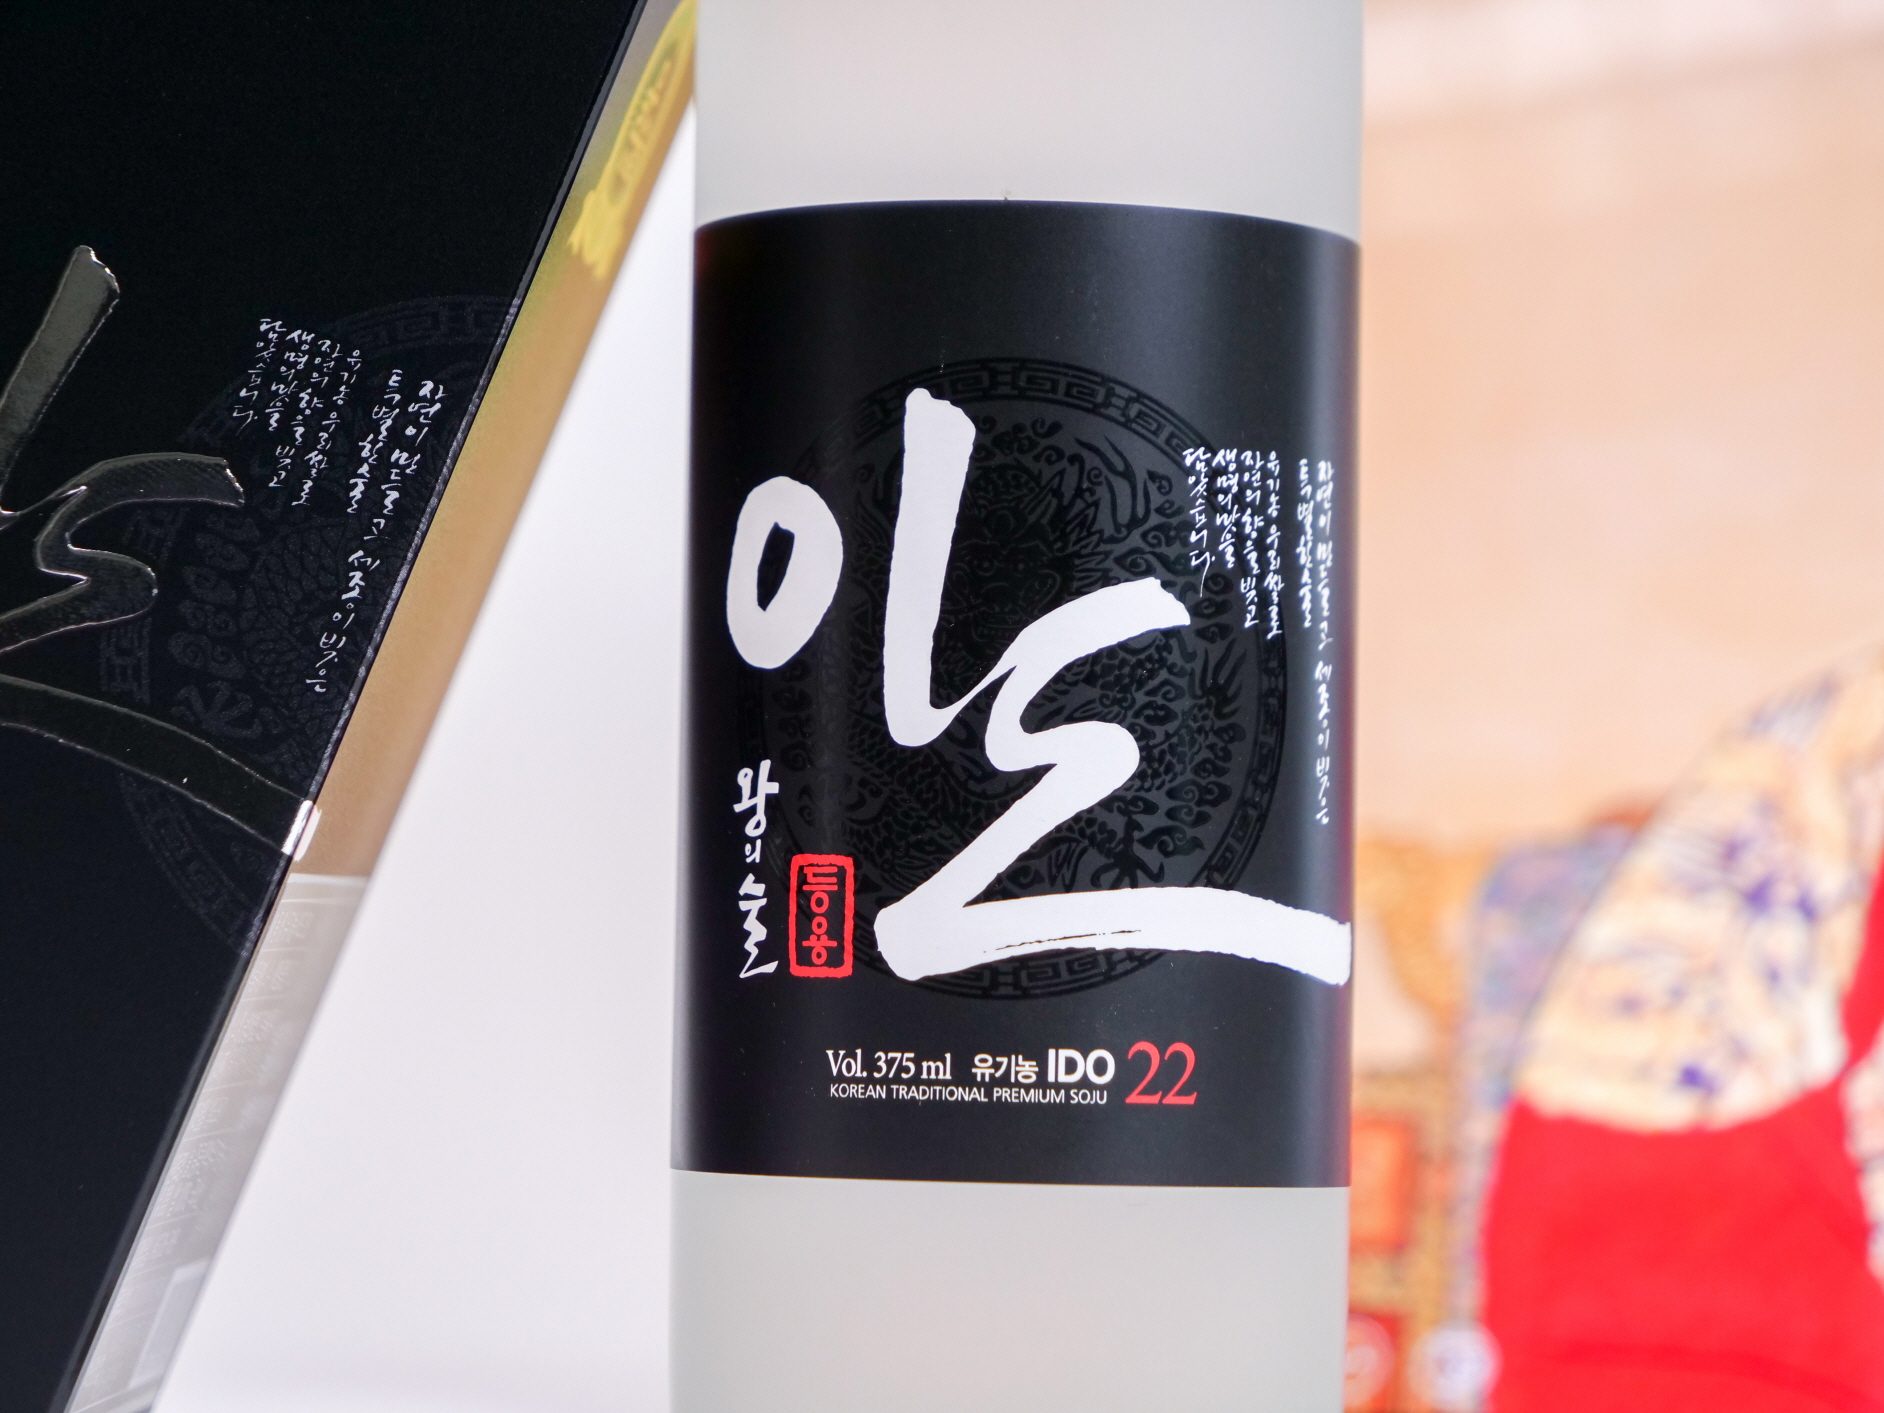 자연이 만들고 세종이 빚은
특별한 술
유기농 우리쌀로
자연의 향을 빚고
생명의 맛을
담았습니다.
이도
자연이 만들고 세종이 빚은
특별한 술
유기농 우리쌀로
자연의 향을 빚고
생명의 맛을
담았습니다.
왕의 술
등용
Vol. 375 ml 유기농 IDO 22
KOREAN TRADITIONAL PREMIUM SOJU